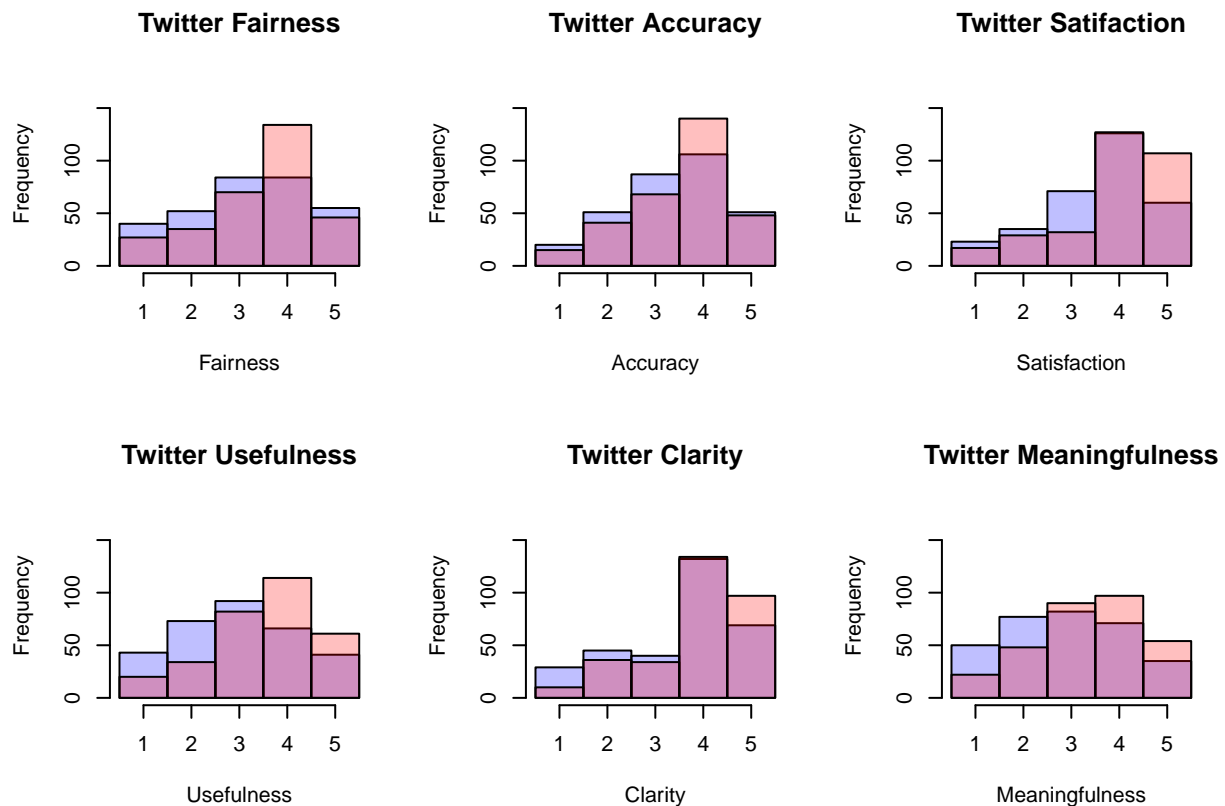 Twitter Fairness
Frequency
0 50 100
1 2 3 4 5
Fairness
Twitter Accuracy
Frequency
0 50 100
1 2 3 4 5
Accuracy
Twitter Satifaction
Frequency
0 50 100
1 2 3 4 5
Satisfaction
Twitter Usefulness
Frequency
0 50 100
1 2 3 4 5
Usefulness
Twitter Clarity
Frequency
0 50 100
1 2 3 4 5
Clarity
Twitter Meaningfulness
Frequency
0 50 100
1 2 3 4 5
Meaningfulness